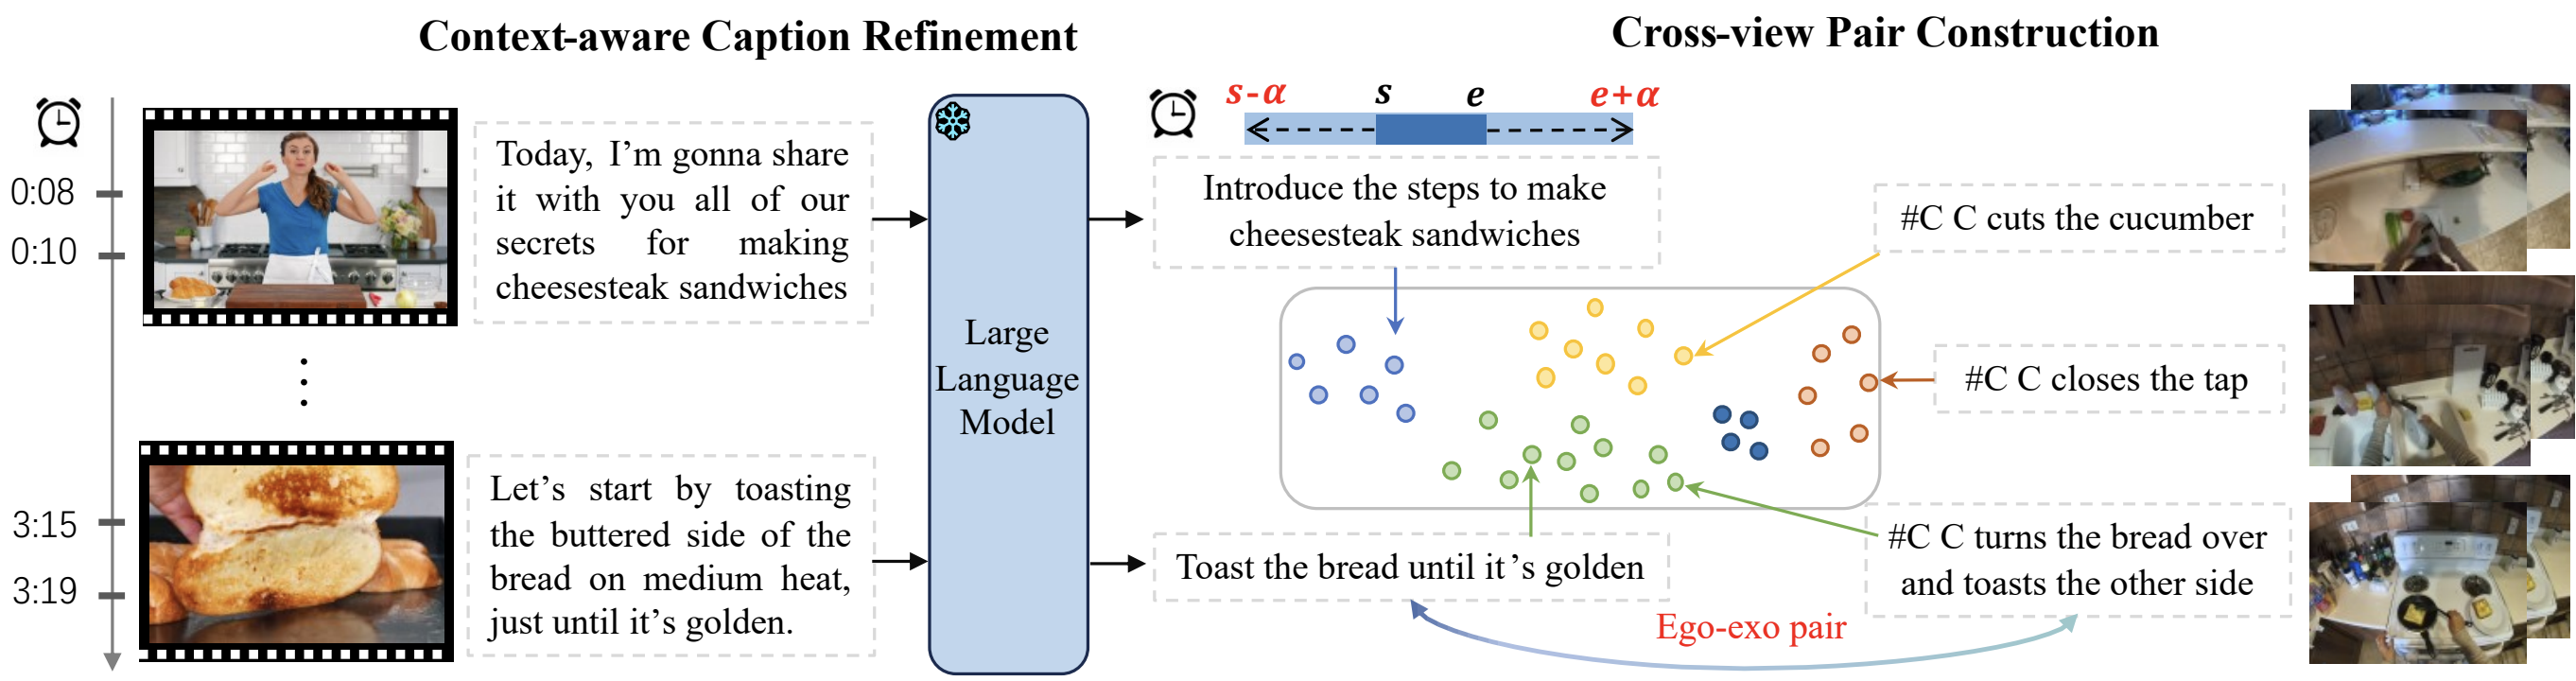 Context-aware Caption Refinement
0:08
0:10
3:15
3:19
Today, I'm gonna share
it with you all of our
secrets for making
cheesesteak sandwiches
Let's start by toasting
the buttered side of the
bread on medium heat,
just until it's golden.
Large
Language
Model
Cross-view Pair Construction
s-α s e e+α
Introduce the steps to make
cheesesteak sandwiches
#C C cuts the cucumber
#C C closes the tap
Toast the bread until it's golden
#C C turns the bread over
and toasts the other side
Ego-exo pair